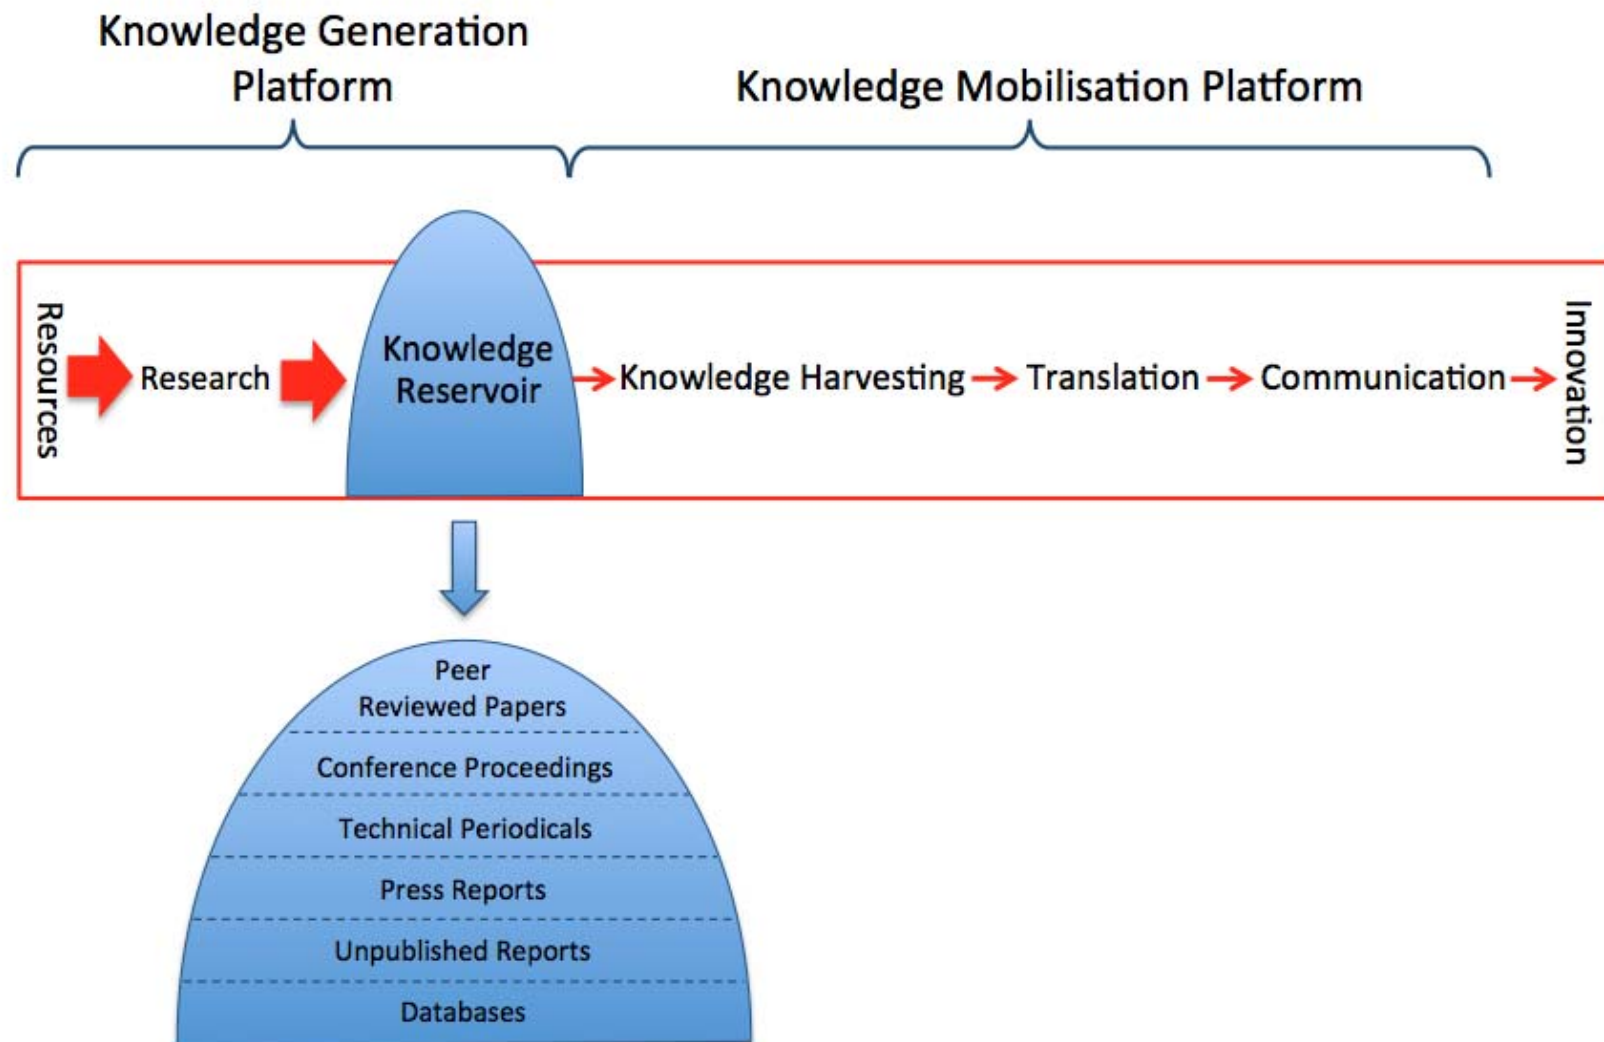 Knowledge Generation
Platform
Knowledge Mobilisation Platform
Resources
Research
Knowledge
Reservoir
Knowledge Harvesting
Translation
Communication
Innovation
Peer
Reviewed Papers
Conference Proceedings
Technical Periodicals
Press Reports
Unpublished Reports
Databases